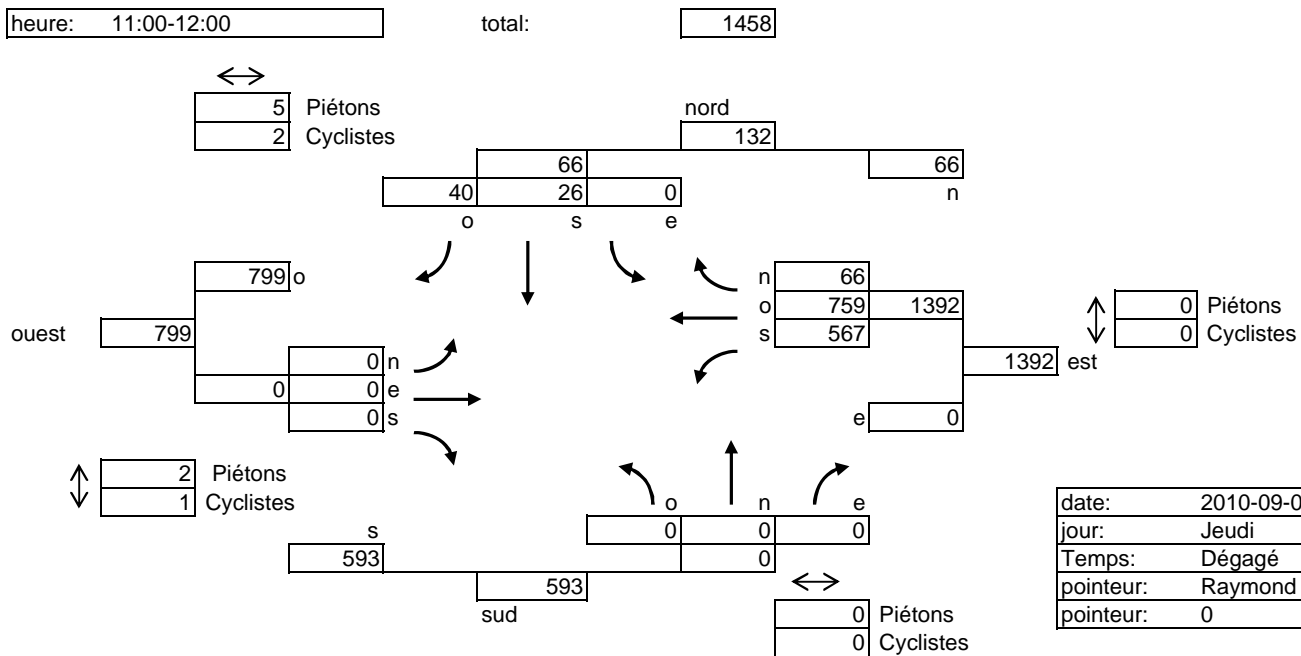 heure: 11:00-12:00 total: 1458
5 Piétons
2 Cyclistes
nord
132
66 66
40 26 0 n
o s e
799 o
n 66
o 759 1392
s 567
0 Piétons
0 Cyclistes
ouest 799
0 n
0 0 e
0 s
1392 est
e 0
2 Piétons
1 Cyclistes
o n e
0 0 0
s
593 0
593
sud
0 Piétons
0 Cyclistes
date: 2010-09-0
jour: Jeudi
Temps: Dégagé
pointeur: Raymond
pointeur: 0